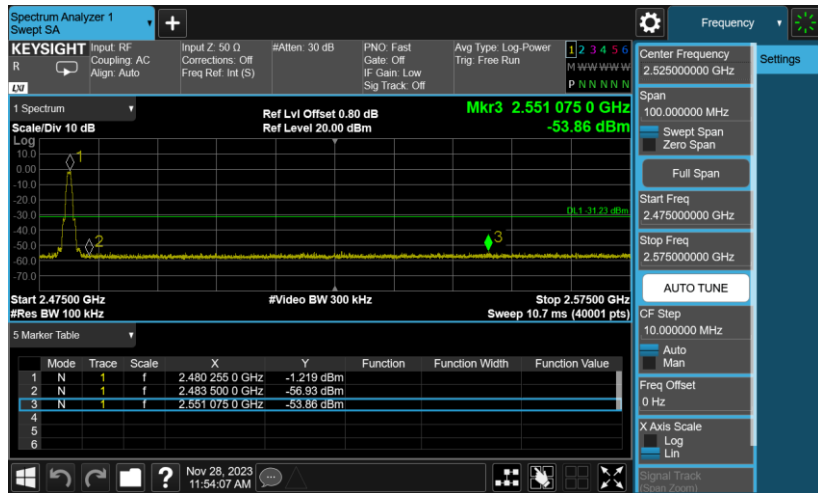 Spectrum Analyzer 1
Swept SA
+
Frequency
KEYSIGHT
R
LXI
Input: RF
Coupling: AC
Align: Auto
Input Z: 50 Ω
Corrections: Off
Freq Ref: Int (S)
#Atten: 30 dB
PNO: Fast
Gate: Off
IF Gain: Low
Sig Track: Off
Avg Type: Log-Power
Trig: Free Run
1 2 3 4 5 6
M W W W W W
P N N N N N
1 Spectrum
Scale/Div 10 dB
Ref Lvl Offset 0.80 dB
Ref Level 20.00 dBm
Mkr3 2.551 075 0 GHz
-53.86 dBm
Log
10.0
0.00
-10.0
-20.0
-30.0
-40.0
-50.0
-60.0
-70.0
1
2
3
DL1 -31.23 dBm
Start 2.47500 GHz
#Res BW 100 kHz
#Video BW 300 kHz
Stop 2.57500 GHz
Sweep 10.7 ms (40001 pts)
5 Marker Table
Mode Trace Scale X Y Function Function Width Function Value
1 N 1 f 2.480 255 0 GHz -1.219 dBm
2 N 1 f 2.483 500 0 GHz -56.93 dBm
3 N 1 f 2.551 075 0 GHz -53.86 dBm
4
5
6
Nov 28, 2023
11:54:07 AM
?
Center Frequency
2.525000000 GHz
Span
100.000000 MHz
Swept Span
Zero Span
Full Span
Start Freq
2.475000000 GHz
Stop Freq
2.575000000 GHz
AUTO TUNE
CF Step
10.000000 MHz
Auto
Man
Freq Offset
0 Hz
X Axis Scale
Log
Lin
Signal Track
(Span Zoom)
Settings